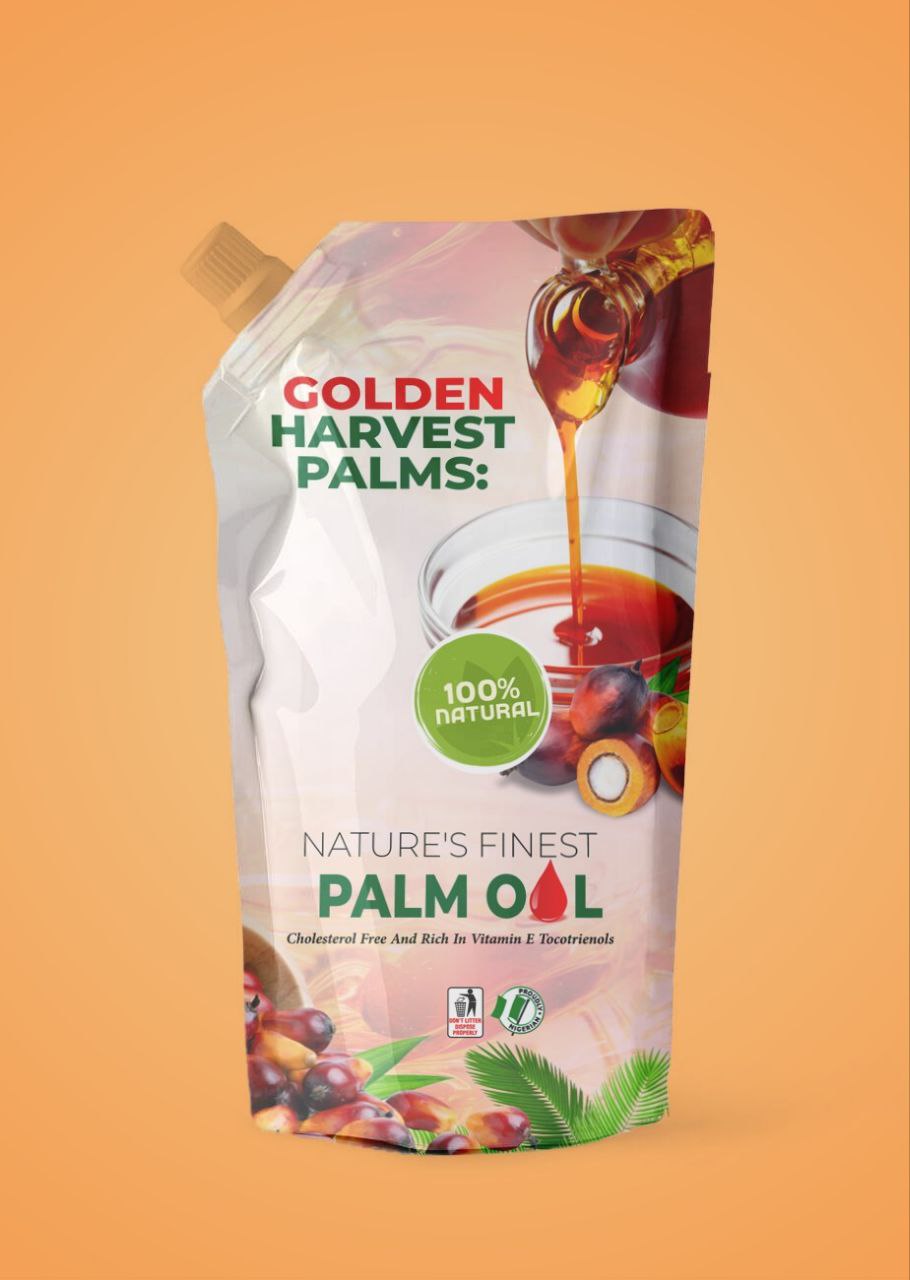 GOLDEN
HARVEST
PALMS:
100%
NATURAL
NATURE'S FINEST
PALM OIL
Cholesterol Free And Rich In Vitamin E Tocotrienols
DON'T LITTER
DISPOSE
PROPERLY
PROUDLY
NIGERIAN